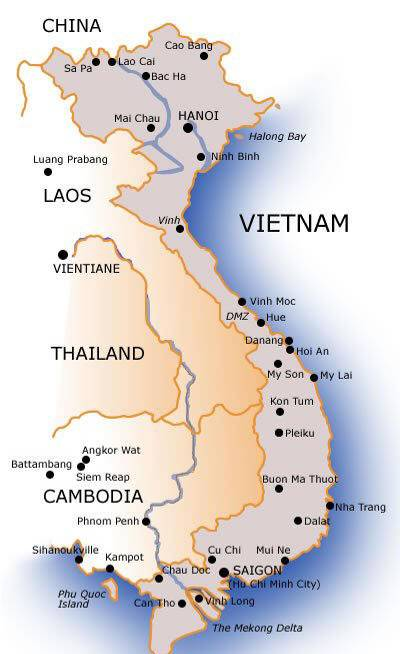 CHINA
Cao Bang
Sa Pa
Lao Cai
Bac Ha
Mai Chau
HANOI
Halong Bay
Luang Prabang
Ninh Binh
LAOS
Vinh
VIETNAM
VIENTIANE
Vinh Moc
DMZ
Hue
Danang
Hoi An
THAILAND
My Son
My Lai
Kon Tum
Pleiku
Angkor Wat
Battambang
Siem Reap
Buon Ma Thuot
CAMBODIA
Nha Trang
Phnom Penh
Dalat
Sihanoukville
Kampot
Cu Chi
Mui Ne
Chau Doc
SAIGON
(Hu Chi Minh City)
Phu Quoc
Island
Can Tho
Vinh Long
The Mekong Delta